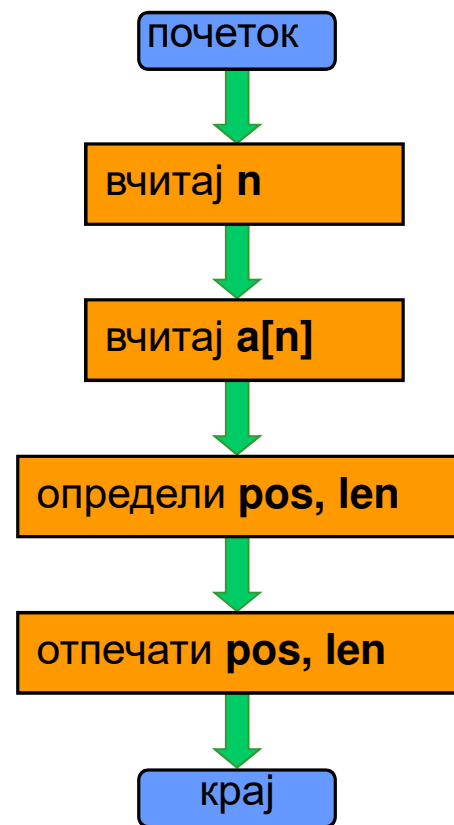 почеток
вчитај n
вчитај a[n]
определи pos, len
отпечати pos, len
крај